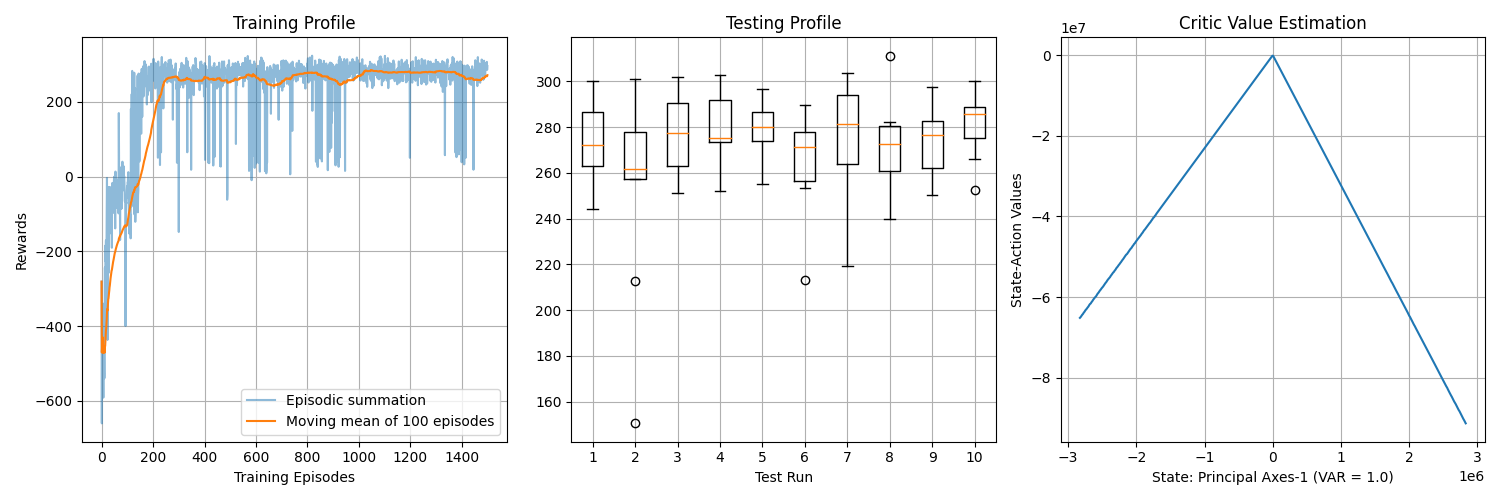 Training Profile
Rewards
200
0
−200
−400
−600
Episodic summation
Moving mean of 100 episodes
0 200 400 600 800 1000 1200 1400
Training Episodes
Testing Profile
300
280
260
240
220
200
180
160
1 2 3 4 5 6 7 8 9 10
Test Run
Critic Value Estimation
1e7
State-Action Values
0
−2
−4
−6
−8
−3 −2 −1 0 1 2 3
1e6
State: Principal Axes-1 (VAR = 1.0)